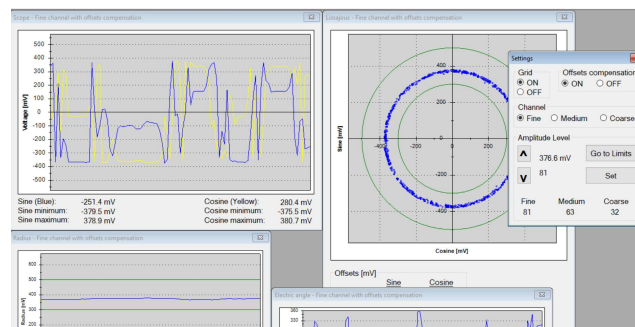 Scope - Fine channel with offsets compensation
500
400
300
200
100
0
-100
-200
-300
-400
-500
Voltage [mV]
Sine (Blue): -251.4 mV Cosine (Yellow): 280.4 mV
Sine minimum: -379.5 mV Cosine minimum: -375.5 mV
Sine maximum: 378.9 mV Cosine maximum: 380.7 mV
Lissajous - Fine channel with offsets compensation
400
200
-400 -200 200
-200
-400
Sine [mV]
Cosine [mV]
Offsets [mV]
Sine Cosine
Settings
Grid Offsets compensation
ON ON OFF
OFF
Channel
Fine Medium Coarse
Amplitude Level
376.6 mV Go to Limits
81 Set
Fine Medium Coarse
81 63 32
Radius - Fine channel with offsets compensation
600
500
400
300
Radius [mV]
Electric angle - Fine channel with offsets compensation
360
330